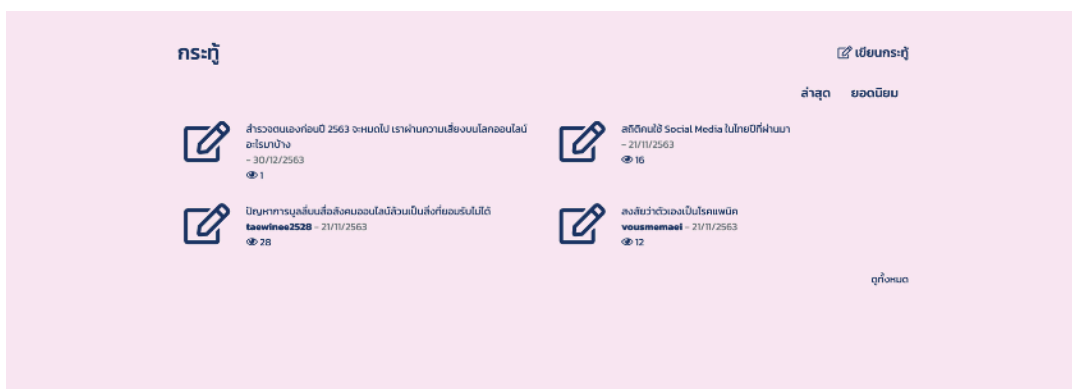 กระทู้
เขียนกระทู้
ล่าสุด ยอดนิยม
สำรวจตนเองก่อนปี 2563 จะหมดไป เราผ่านความเสี่ยงบนโลกออนไลน์
อะไรมาบ้าง
- 30/12/2563
1
สถิติคนใช้ Social Media ในไทยปีที่ผ่านมา
- 21/11/2563
16
ปัญหาการบูลลี่บนสื่อสังคมออนไลน์ล้วนเป็นสิ่งที่ยอมรับไม่ได้
taewinee2528 - 21/11/2563
28
สงสัยว่าตัวเองเป็นโรคแพนิค
vousmemaei - 21/11/2563
12
ดูทั้งหมด